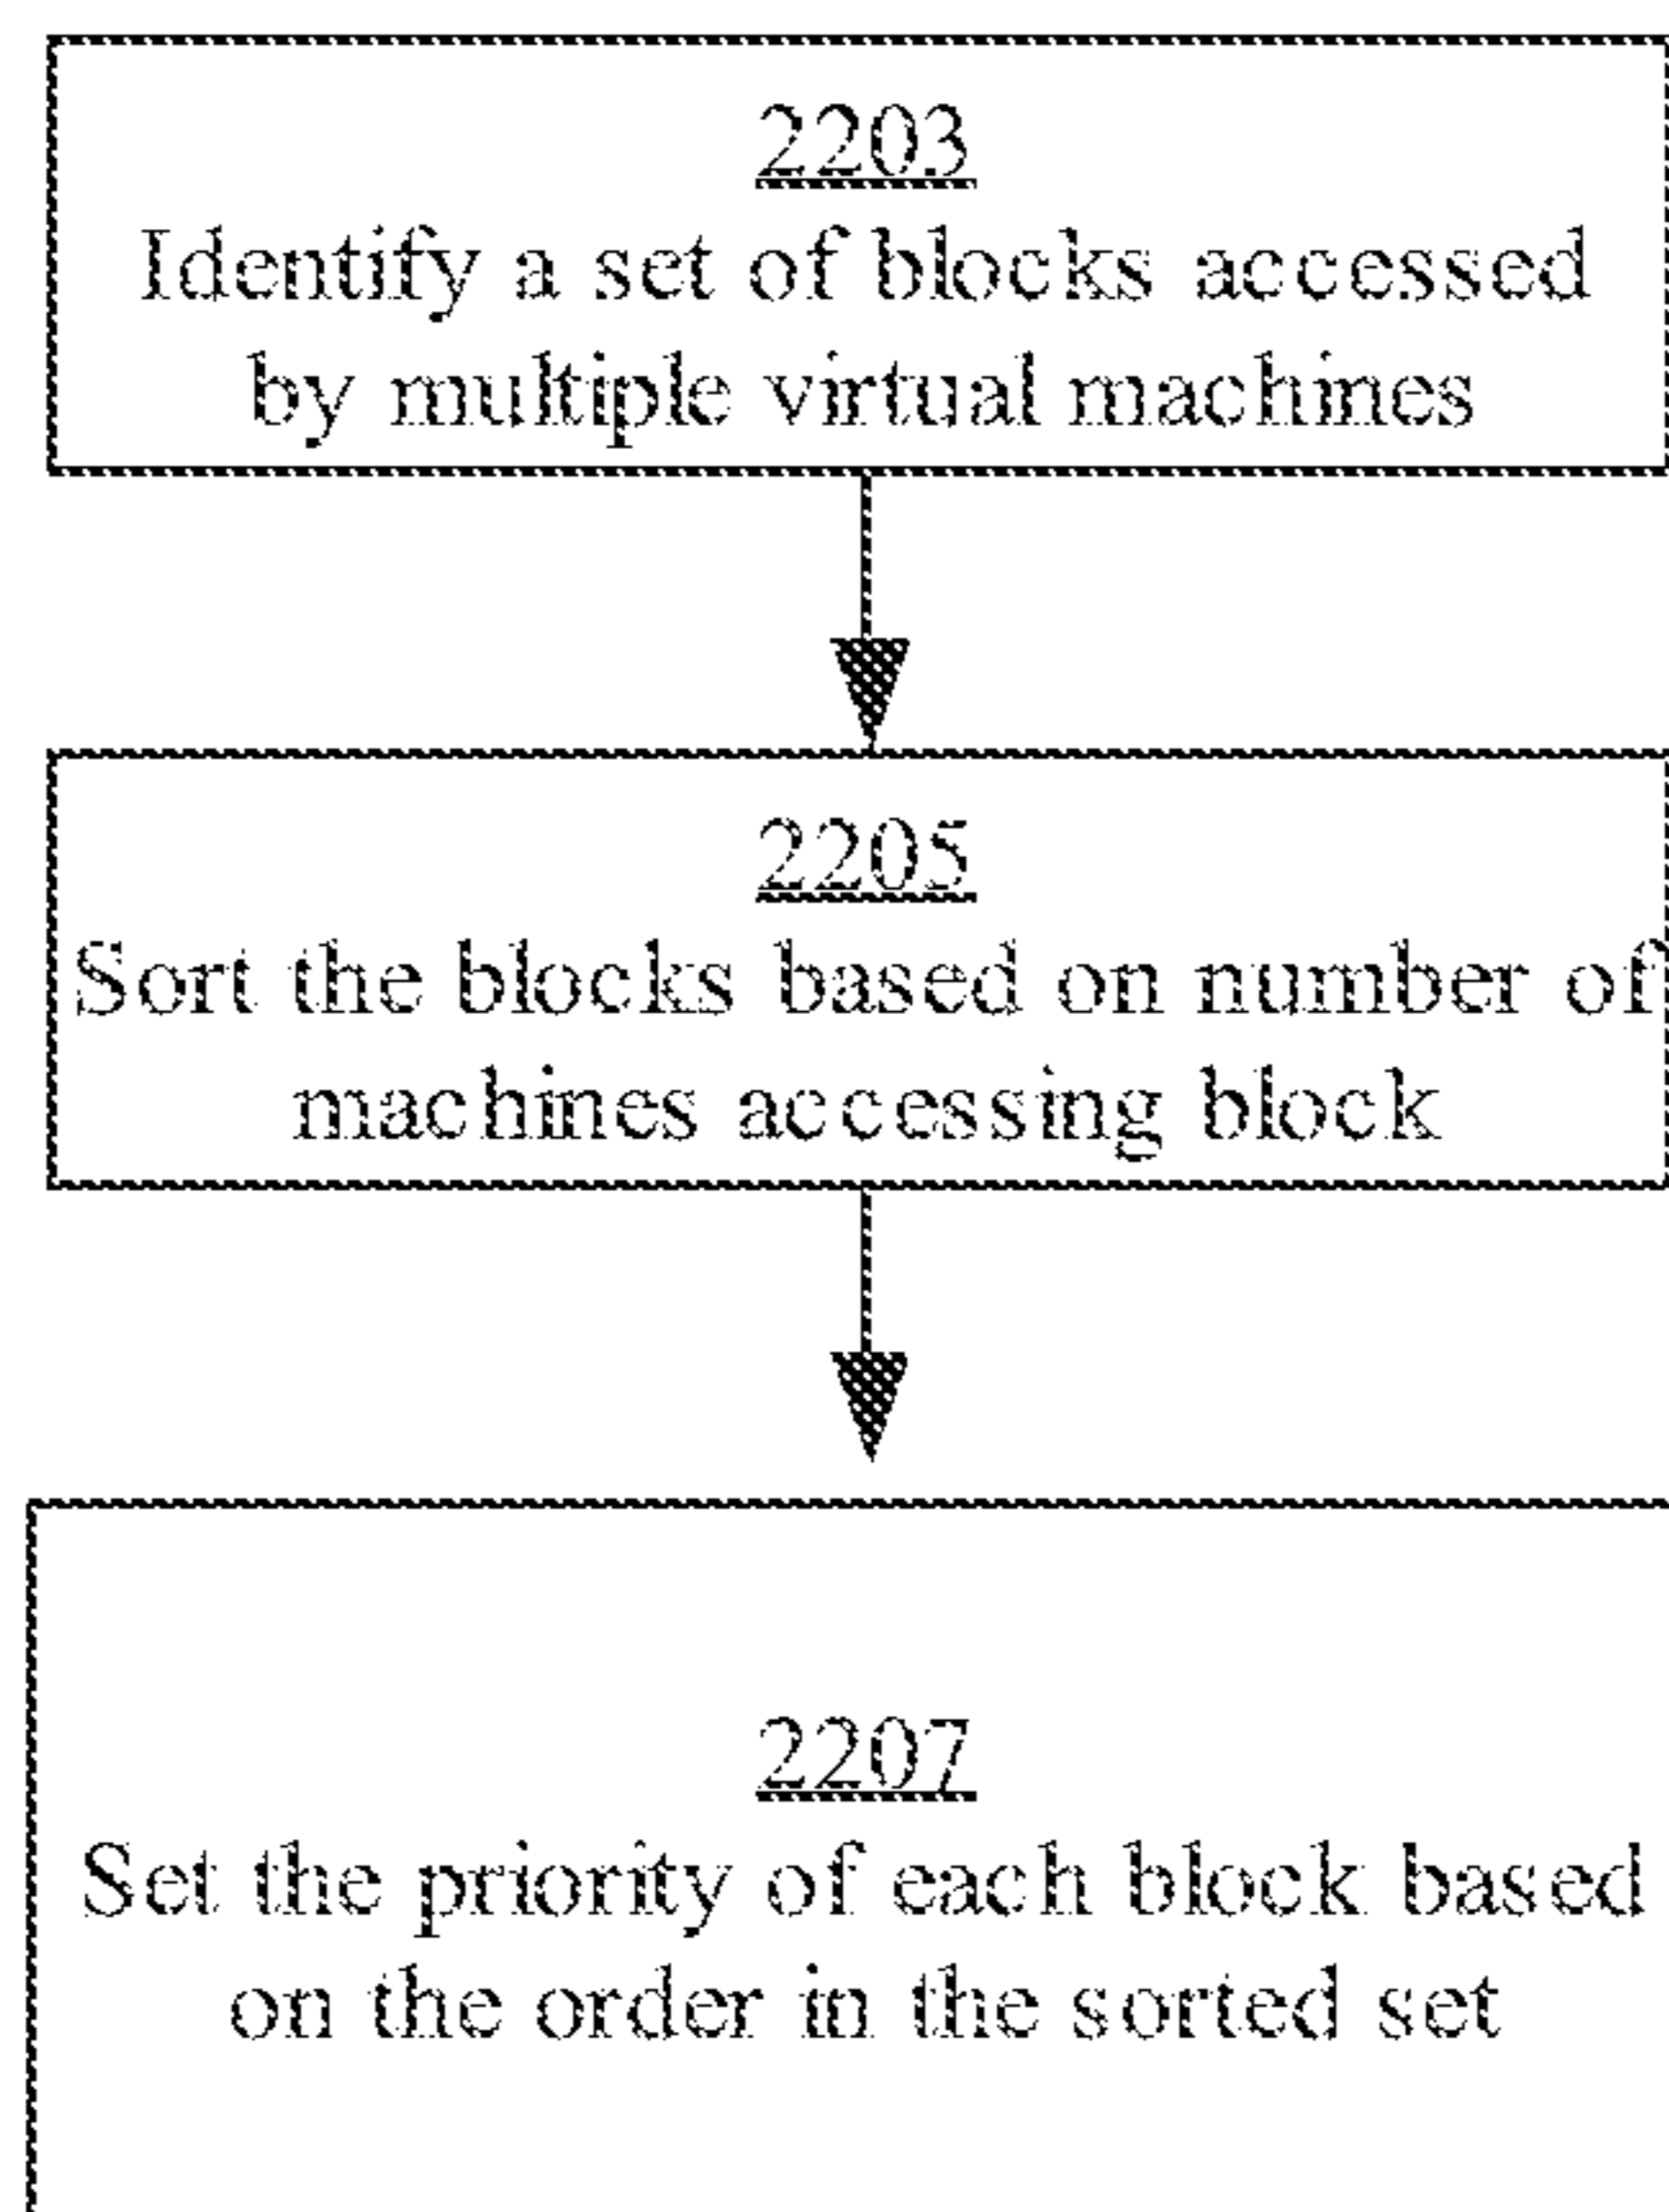 2203
Identify a set of blocks accessed
by multiple virtual machines
2205
Sort the blocks based on number of
machines accessing block
2207
Set the priority of each block based
on the order in the sorted set